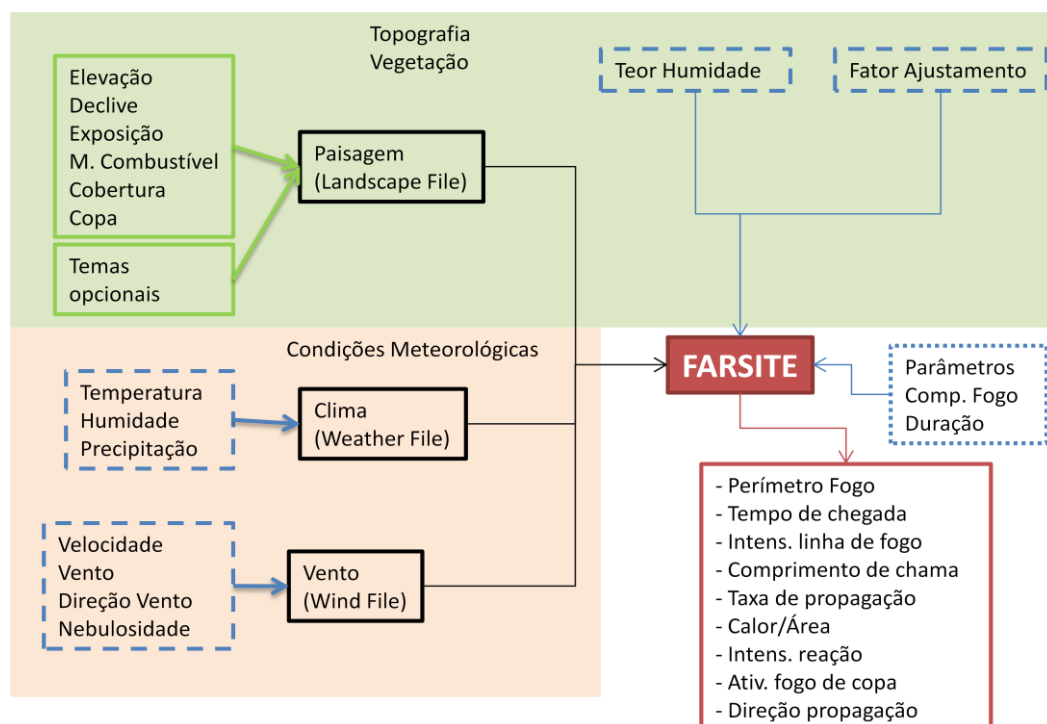 Topografia
Vegetação
Elevação
Declive
Exposição
M. Combustível
Cobertura
Copa
Temas
opcionais
Paisagem
(Landscape File)
Teor Humidade
Fator Ajustamento
Condições Meteorológicas
Temperatura
Humidade
Precipitação
Clima
(Weather File)
Velocidade
Vento
Direção Vento
Nebulosidade
Vento
(Wind File)
FARSITE
Parâmetros
Comp. Fogo
Duração
- Perímetro Fogo
- Tempo de chegada
- Intens. linha de fogo
- Comprimento de chama
- Taxa de propagação
- Calor/Área
- Intens. reação
- Ativ. fogo de copa
- Direção propagação